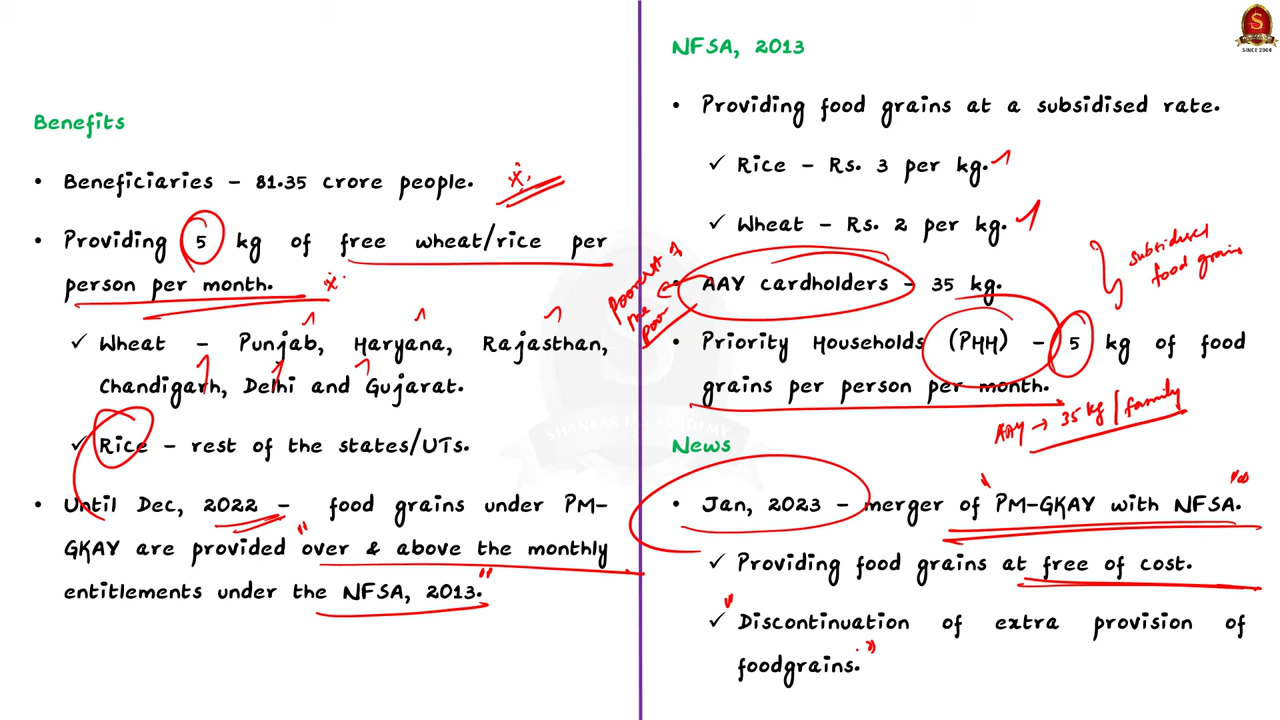 Benefits
• Beneficiaries – 81.35 crore people.
• Providing 5 kg of free wheat/rice per
person per month.
✓ Wheat – Punjab, Haryana, Rajasthan,
Chandigarh, Delhi and Gujarat.
✓ Rice – rest of the states/UTs.
• Until Dec, 2022 – food grains under PM-
GKAY are provided over & above the monthly
entitlements under the NFSA, 2013.
NFSA, 2013
• Providing food grains at a subsidised rate.
✓ Rice – Rs. 3 per kg.
✓ Wheat – Rs. 2 per kg.
subsidised
food grains
Poorest of
the
poor
• AAY cardholders – 35 kg.
• Priority Households (PHH) – 5 kg of food
grains per person per month.
AAY → 35 kg / family
News
• Jan, 2023 – merger of "PM-GKAY with NFSA."
✓ Providing food grains at free of cost.
✓ Discontinuation of extra provision of
foodgrains.
S
SINCE 2004
SHANKAR IAS ACADEMY